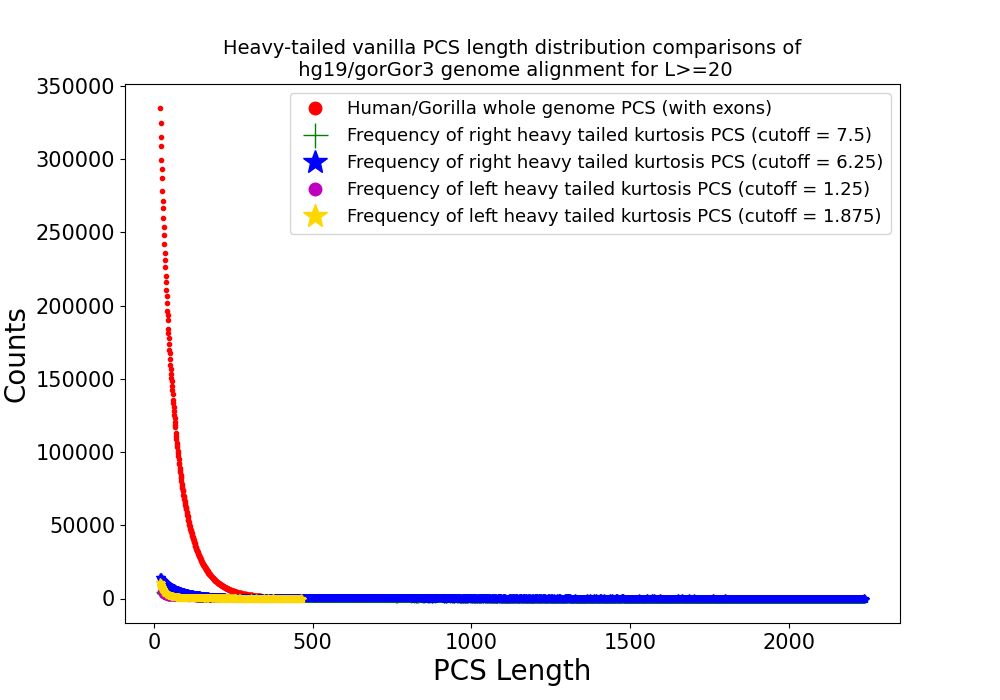 Heavy-tailed vanilla PCS length distribution comparisons of
hg19/gorGor3 genome alignment for L>=20
350000
300000
250000
200000
150000
100000
50000
0
Counts
Human/Gorilla whole genome PCS (with exons)
Frequency of right heavy tailed kurtosis PCS (cutoff = 7.5)
Frequency of right heavy tailed kurtosis PCS (cutoff = 6.25)
Frequency of left heavy tailed kurtosis PCS (cutoff = 1.25)
Frequency of left heavy tailed kurtosis PCS (cutoff = 1.875)
0 500 1000 1500 2000
PCS Length